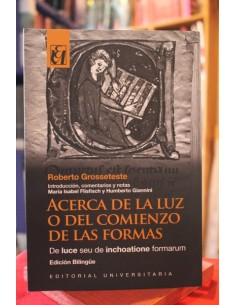 Roberto Grosseteste
Introducción, comentarios y notas
María Isabel Flisfisch y Humberto Giannini
ACERCA DE LA LUZ
O DEL COMIENZO
DE LAS FORMAS
De luce seu de inchoatione formarum
Edición Bilingüe
EDITORIAL UNIVERSITARIA